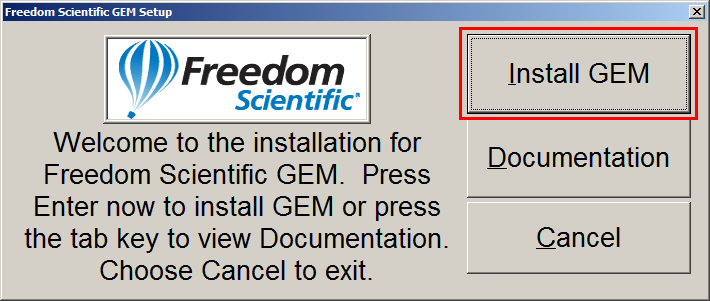 Freedom Scientific GEM Setup
Freedom
Scientific®
Welcome to the installation for
Freedom Scientific GEM.  Press
Enter now to install GEM or press
the tab key to view Documentation.
Choose Cancel to exit.
Install GEM
Documentation
Cancel